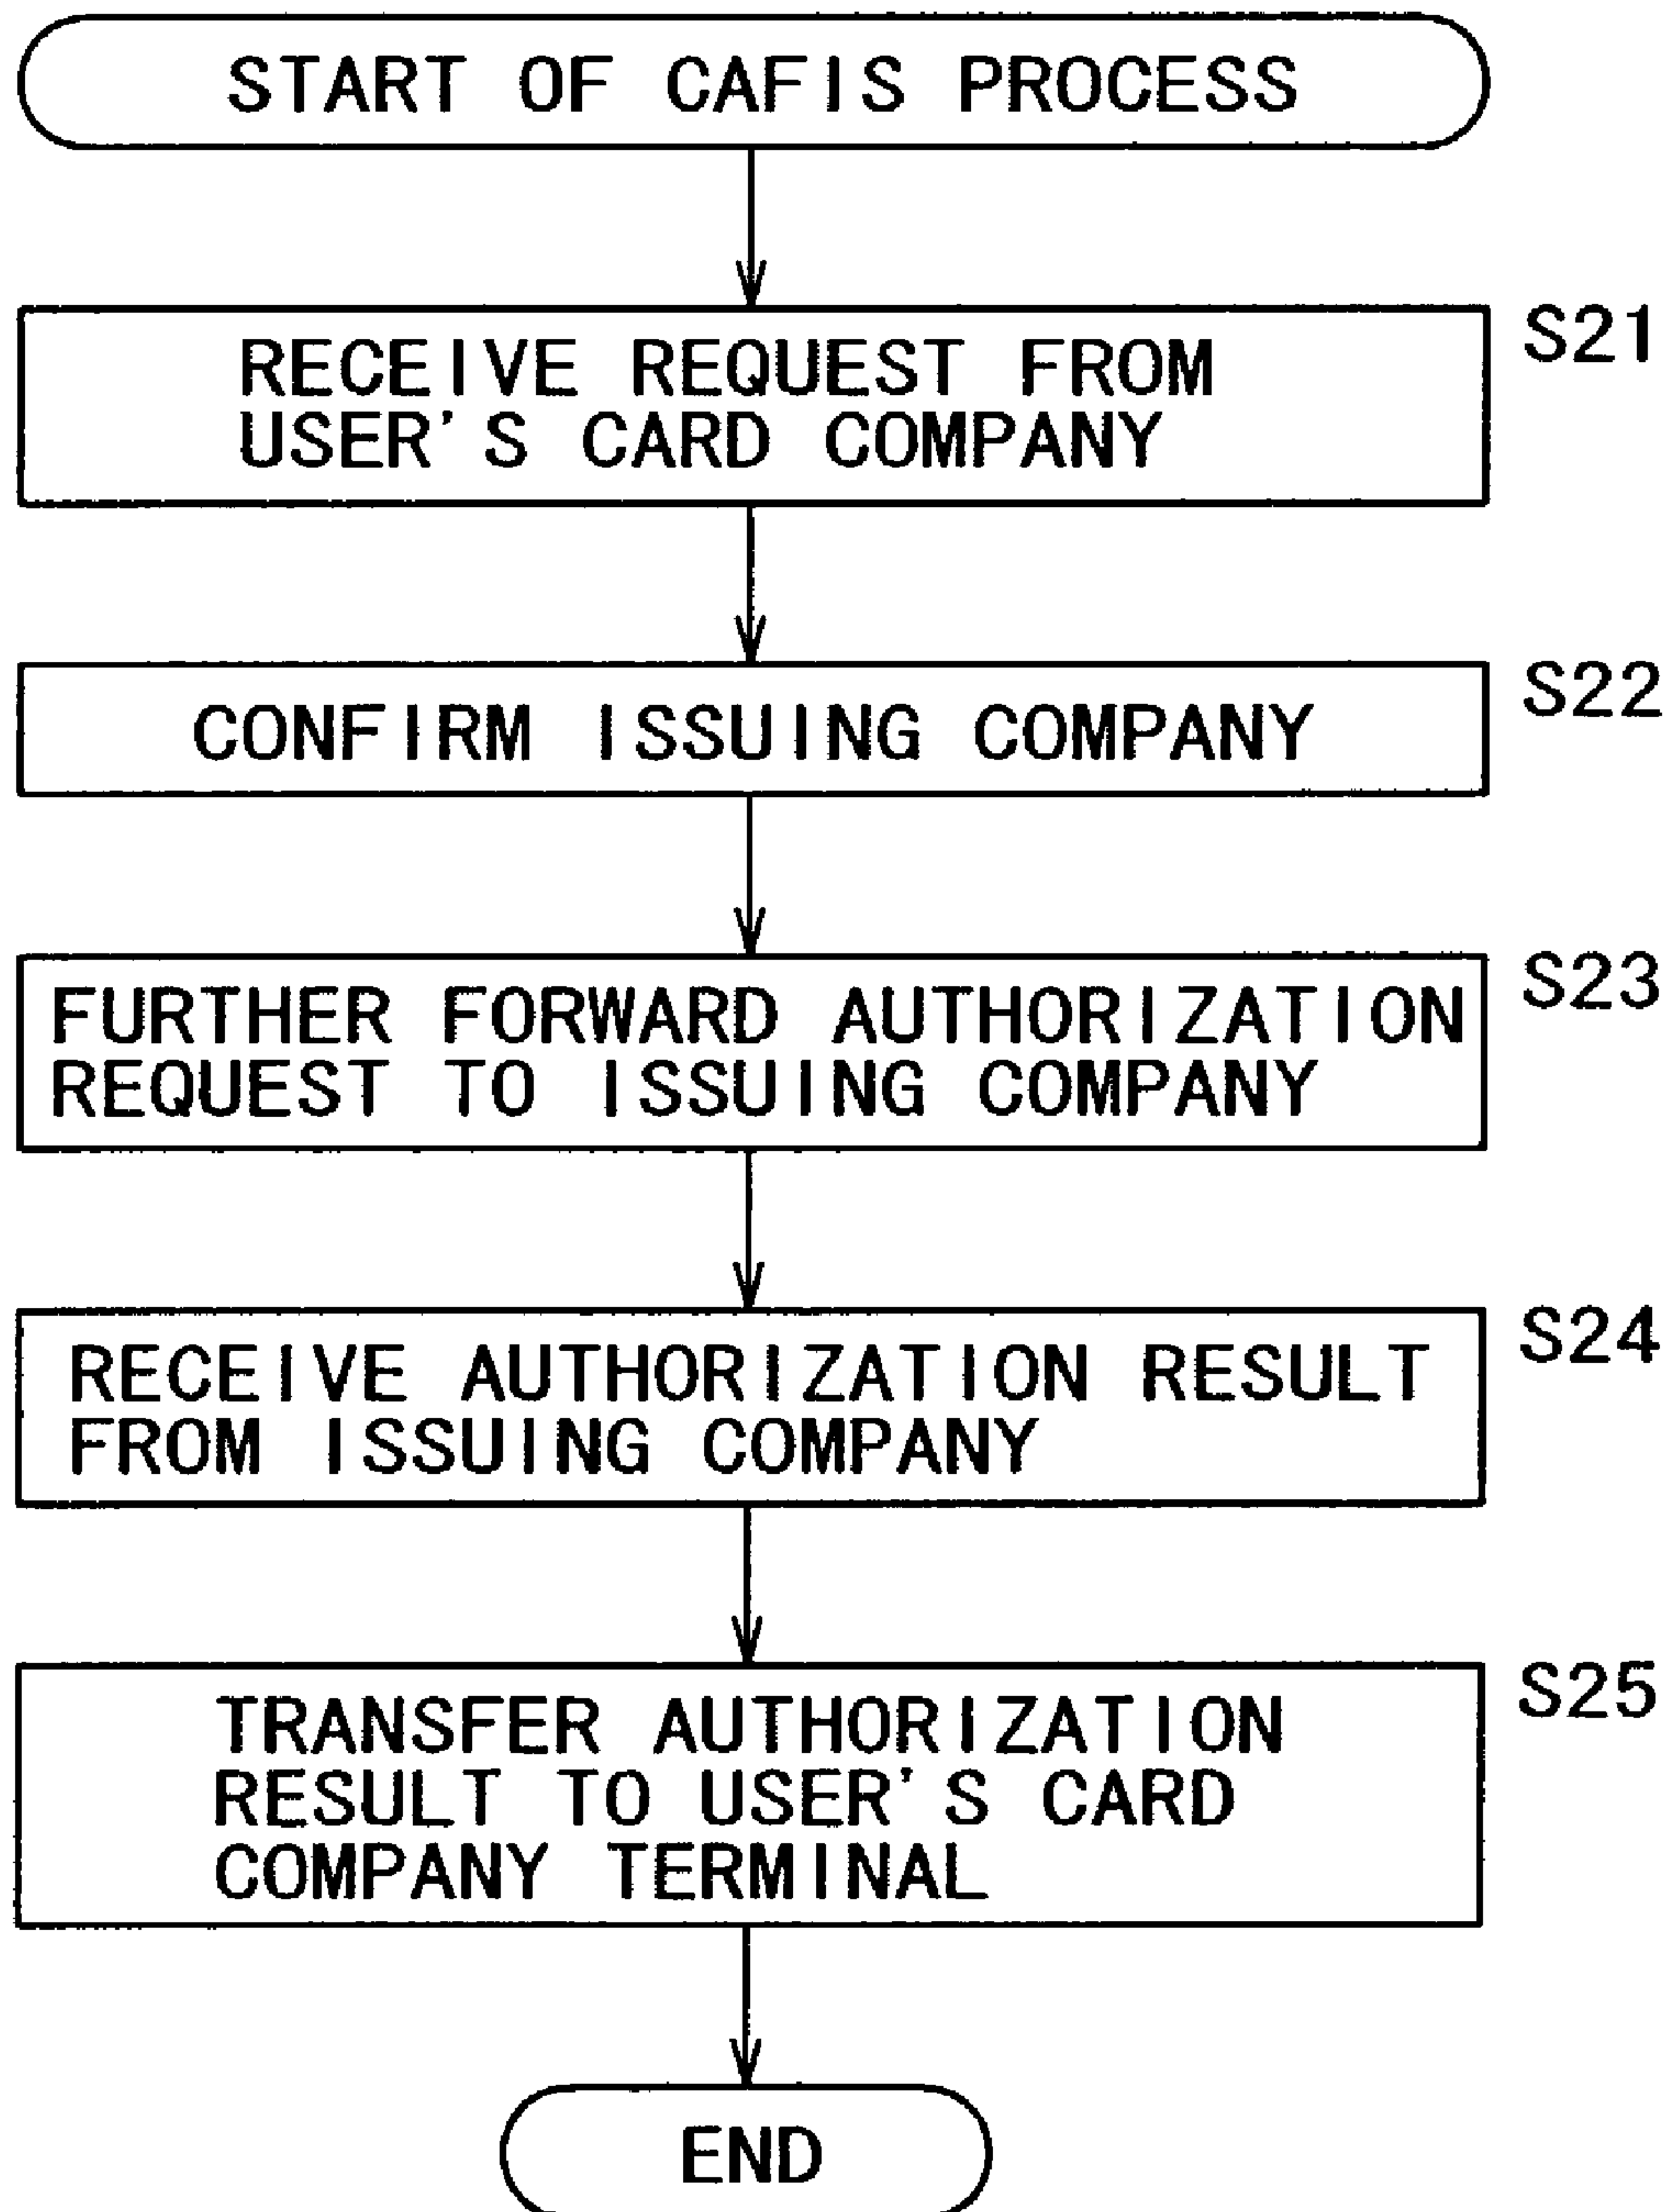 START OF CAFIS PROCESS
S21
RECEIVE REQUEST FROM
USER'S CARD COMPANY
S22
CONFIRM ISSUING COMPANY
S23
FURTHER FORWARD AUTHORIZATION
REQUEST TO ISSUING COMPANY
S24
RECEIVE AUTHORIZATION RESULT
FROM ISSUING COMPANY
S25
TRANSFER AUTHORIZATION
RESULT TO USER'S CARD
COMPANY TERMINAL
END